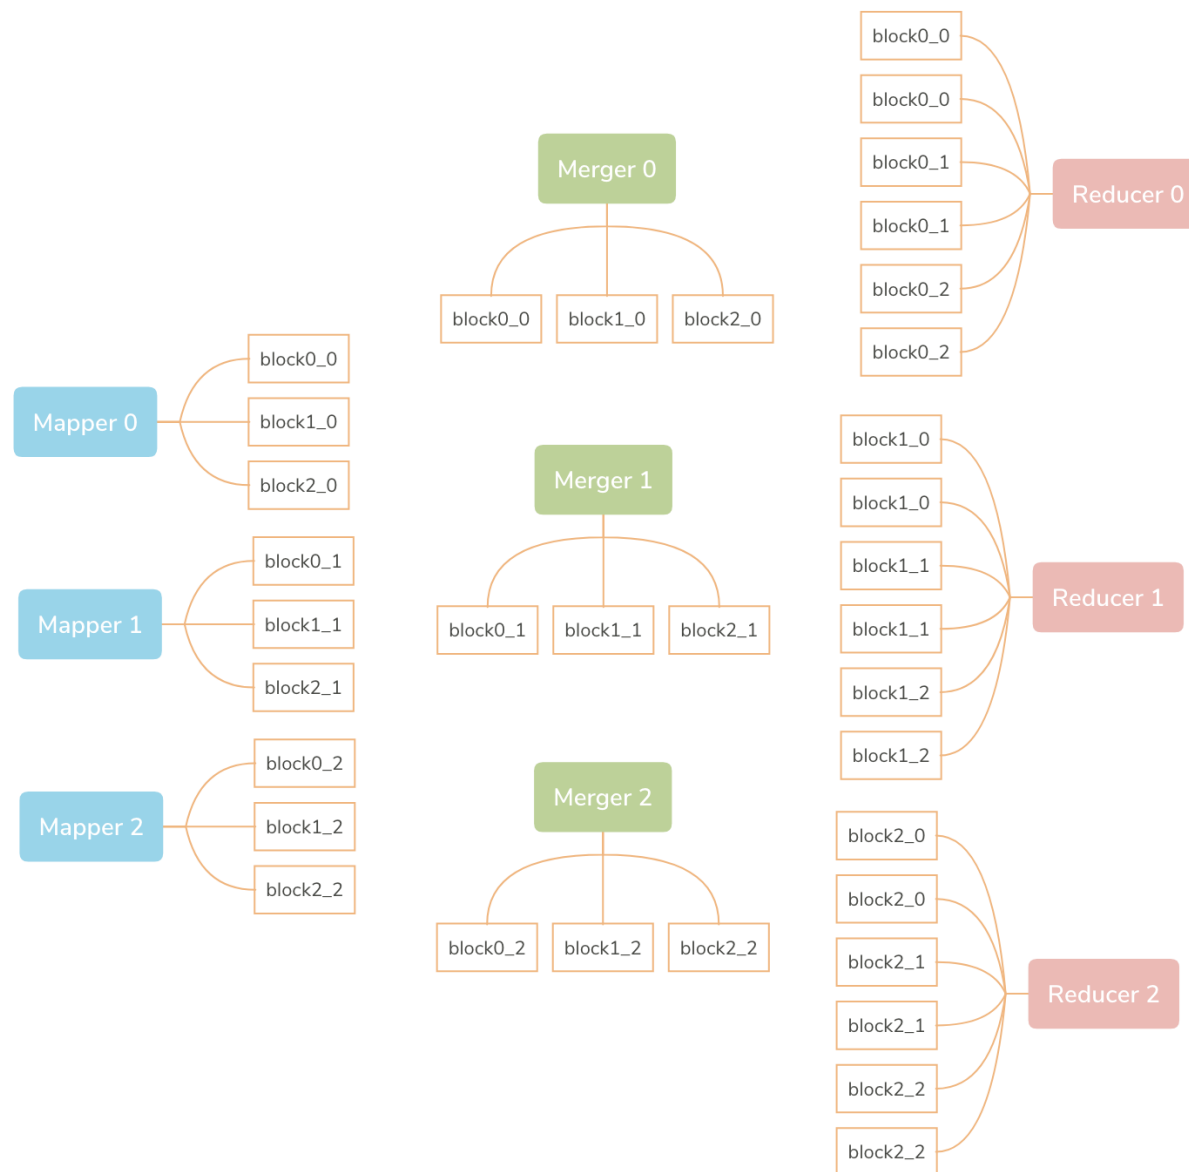 Mapper 0
block0_0
block1_0
block2_0
Mapper 1
block0_1
block1_1
block2_1
Mapper 2
block0_2
block1_2
block2_2
Merger 0
block0_0
block1_0
block2_0
Merger 1
block0_1
block1_1
block2_1
Merger 2
block0_2
block1_2
block2_2
block0_0
block0_0
block0_1
block0_1
block0_2
block0_2
Reducer 0
block1_0
block1_0
block1_1
block1_1
block1_2
block1_2
Reducer 1
block2_0
block2_0
block2_1
block2_1
block2_2
block2_2
Reducer 2